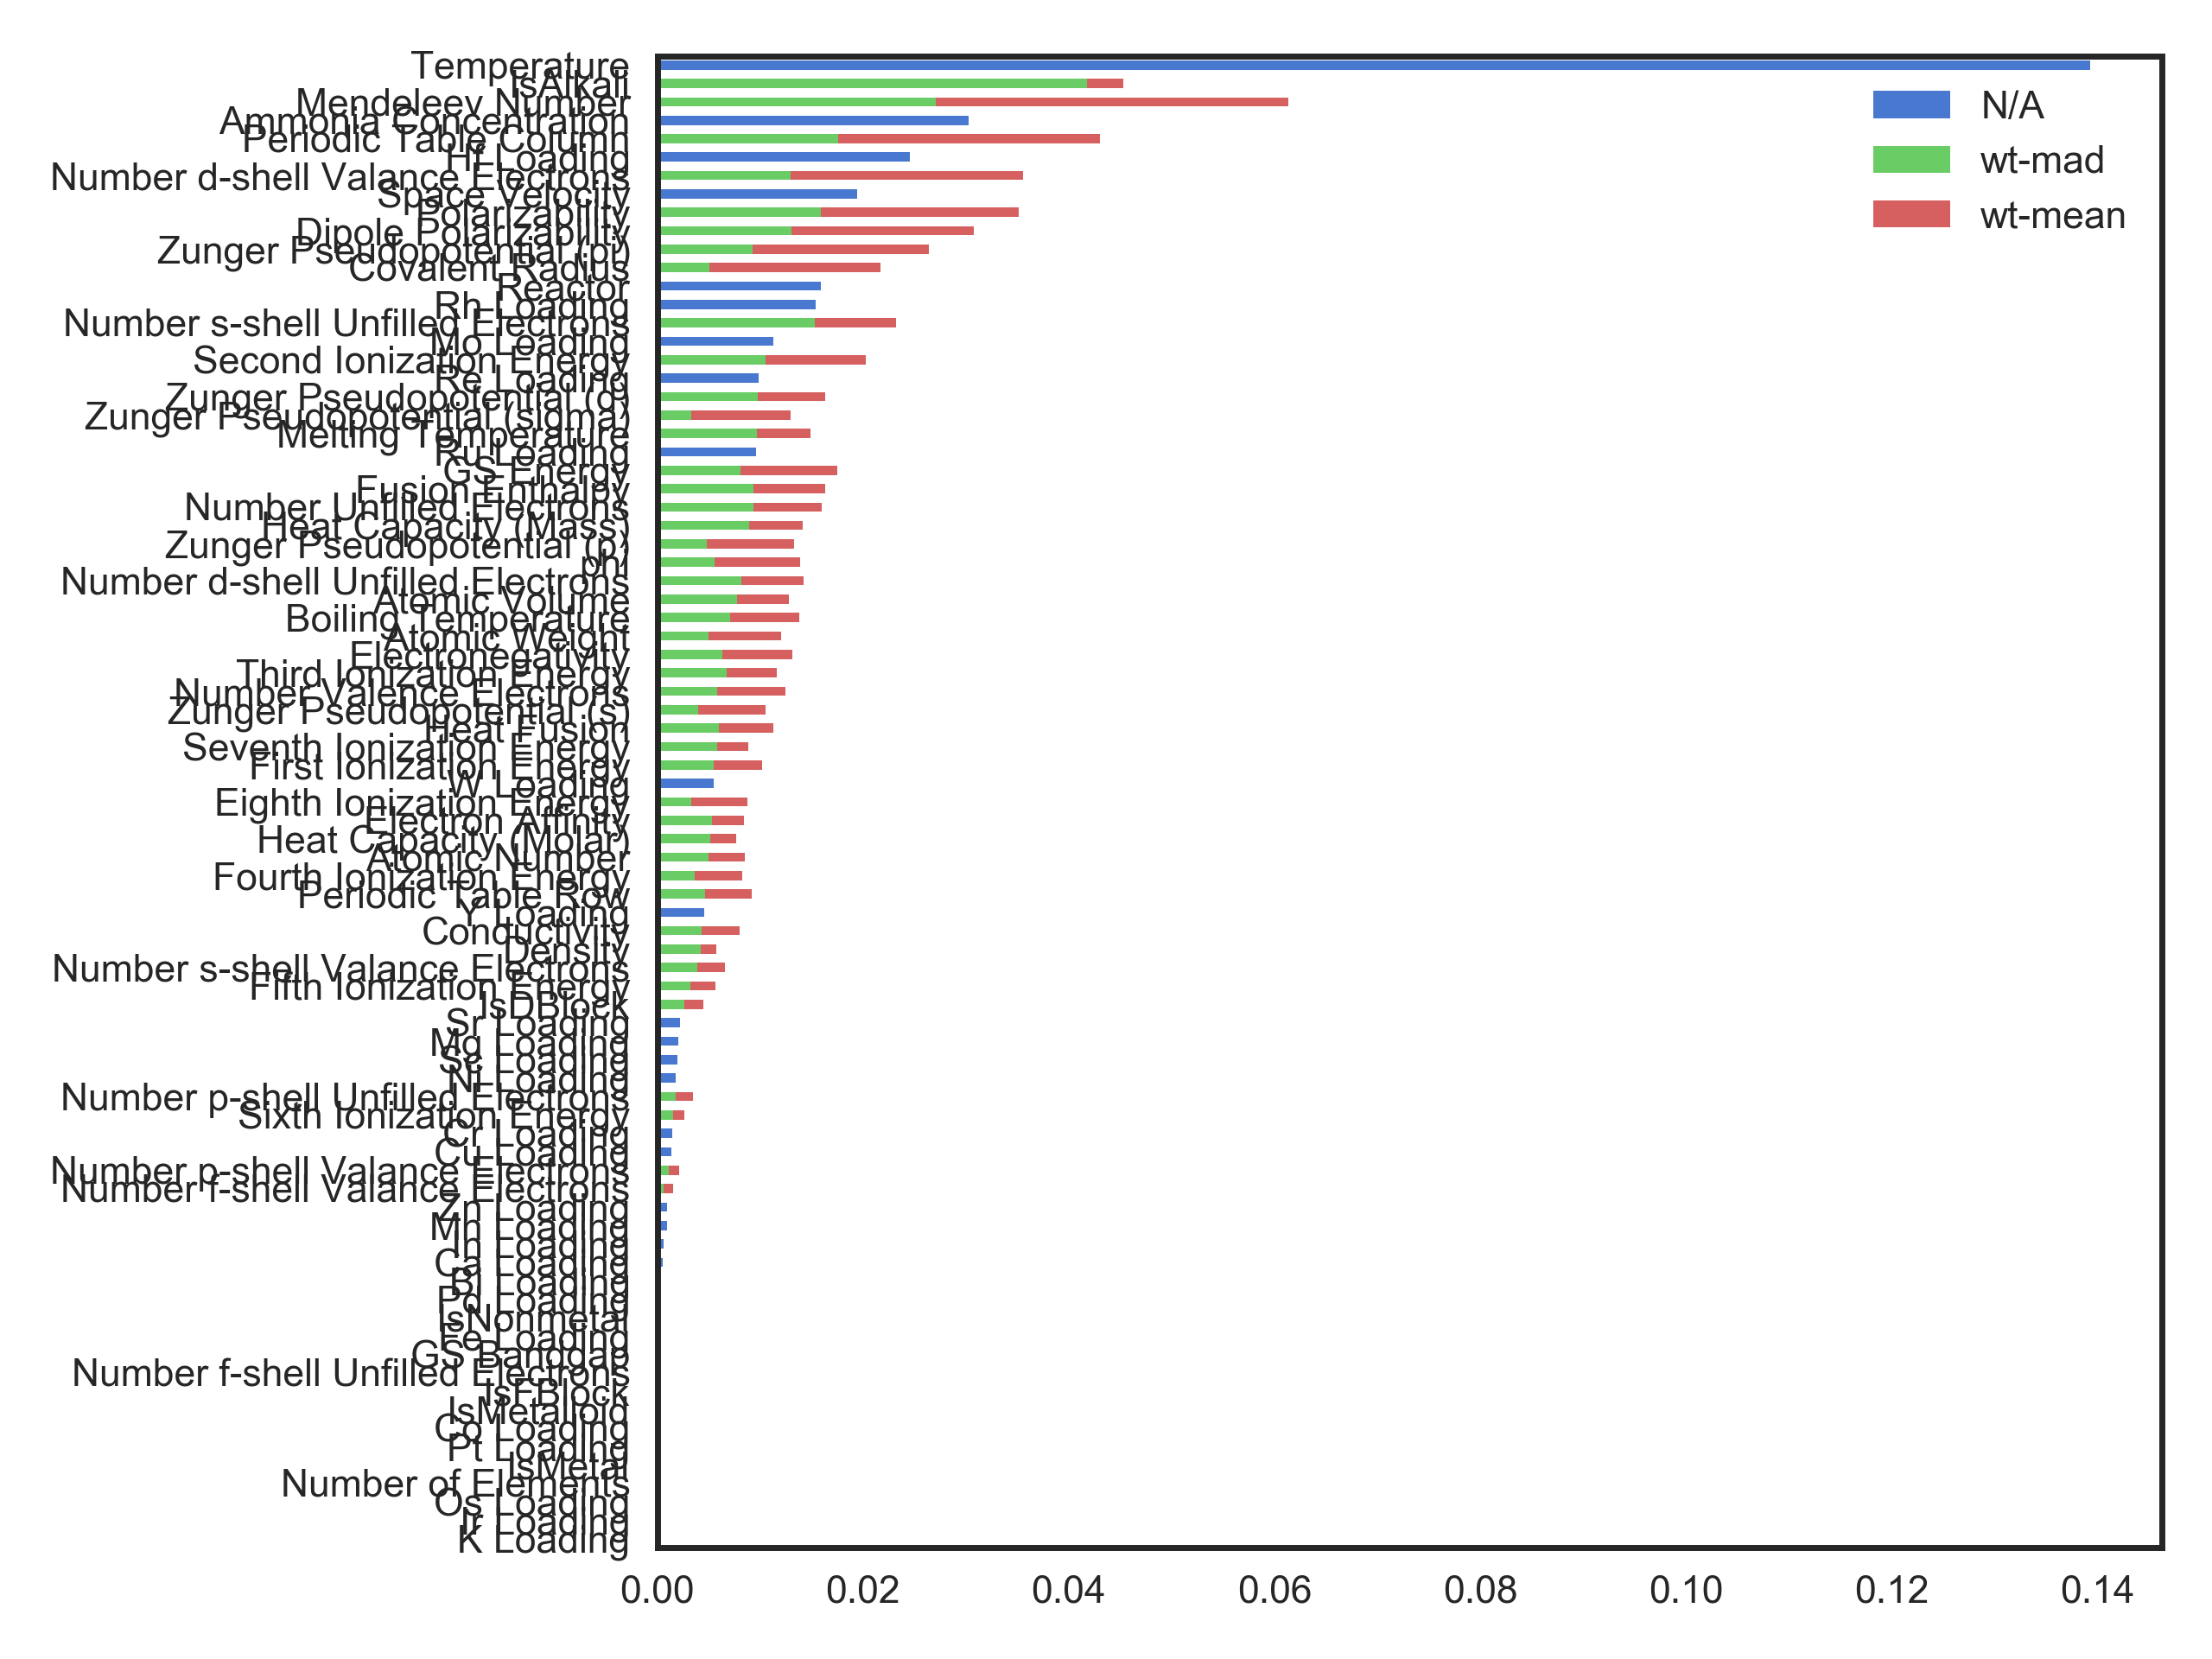 Temperature
IsAlkali
Mendeleev Number
Ammonia Concentration
Periodic Table Column
Hf Loading
Number d-shell Valance Electrons
Space Velocity
Polarizability
Dipole Polarizability
Zunger Pseudopotential (pi)
Covalent Radius
Reactor
Rh Loading
Number s-shell Unfilled Electrons
Mo Loading
Second Ionization Energy
Re Loading
Zunger Pseudopotential (d)
Zunger Pseudopotential (sigma)
Melting Temperature
Ru Loading
GS Energy
Fusion Enthalpy
Number Unfilled Electrons
Heat Capacity (Mass)
Zunger Pseudopotential (p)
phi
Number d-shell Unfilled Electrons
Atomic Volume
Boiling Temperature
Atomic Weight
Electronegativity
Third Ionization Energy
Number Valence Electrons
Zunger Pseudopotential (s)
Heat Fusion
Seventh Ionization Energy
First Ionization Energy
W Loading
Eighth Ionization Energy
Electron Affinity
Heat Capacity (Molar)
Atomic Number
Fourth Ionization Energy
Periodic Table Row
Y Loading
Conductivity
Density
Number s-shell Valance Electrons
Fifth Ionization Energy
IsDBlock
Sr Loading
Mg Loading
Sc Loading
Ni Loading
Number p-shell Unfilled Electrons
Sixth Ionization Energy
Cr Loading
Cu Loading
Number p-shell Valance Electrons
Number f-shell Valance Electrons
Zn Loading
Mn Loading
In Loading
Ca Loading
Bi Loading
Pd Loading
IsNonmetal
Fe Loading
GS Bandgap
Number f-shell Unfilled Electrons
IsFBlock
IsMetalloid
Co Loading
Pt Loading
IsMetal
Number of Elements
Os Loading
Ir Loading
K Loading
N/A
wt-mad
wt-mean
0.00 0.02 0.04 0.06 0.08 0.10 0.12 0.14